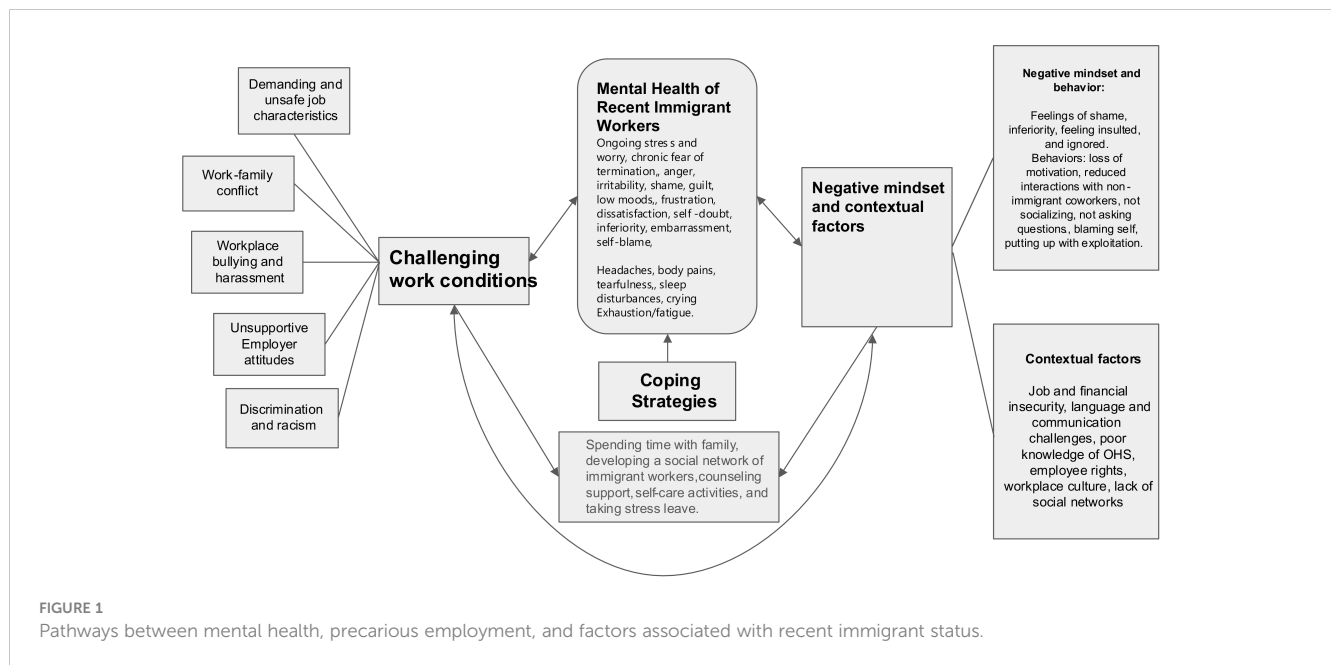 Demanding and
unsafe job
characteristics
Work-family
conflict
Workplace
bullying and
harassment
Unsupportive
Employer
attitudes
Discrimination
and racism
Challenging
work conditions
Mental Health of
Recent Immigrant
Workers
Ongoing stress and
worry, chronic fear of
termination,, anger,
irritability, shame, guilt,
low moods,, frustration,
dissatisfaction, self -doubt,
inferiority, embarrassment,
self-blame,
Headaches, body pains,
tearfulness,, sleep
disturbances, crying
Exhaustion/fatigue.
Coping
Strategies
Spending time with family,
developing a social network of
immigrant workers,counseling
support,self-care activities, and
taking stress leave.
Negative mindset
and contextual
factors
Negative mindset and
behavior:
Feelings of shame,
inferiority, feeling insulted,
and ignored.
Behaviors: loss of
motivation, reduced
interactions with non-
immigrant coworkers, not
socializing, not asking
questions, blaming self,
putting up with exploitation.
Contextual factors
Job and financial
insecurity, language and
communication
challenges, poor
knowledge of OHS,
employee rights,
workplace culture, lack of
social networks
FIGURE 1
Pathways between mental health, precarious employment, and factors associated with recent immigrant status.